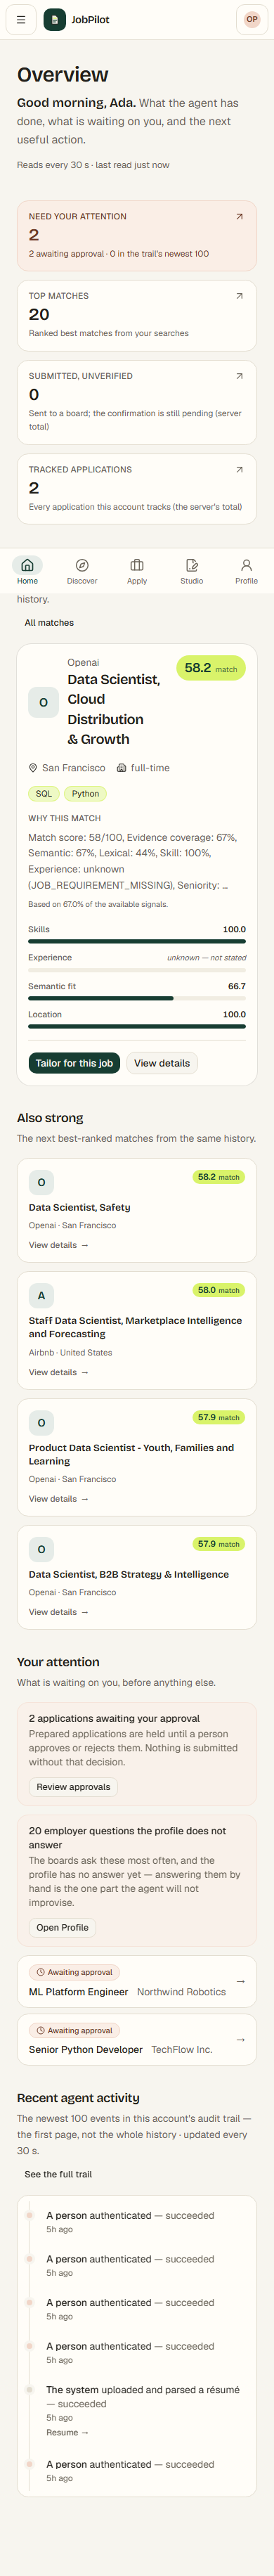 JobPilot
OP
Overview
Good morning, Ada. What the agent has
done, what is waiting on you, and the next
useful action.
Reads every 30 s · last read just now
NEED YOUR ATTENTION
2
2 awaiting approval · 0 in the trail's newest 100
TOP MATCHES
20
Ranked best matches from your searches
SUBMITTED, UNVERIFIED
0
Sent to a board; the confirmation is still pending (server
total)
TRACKED APPLICATIONS
2
Every application this account tracks (the server's total)
Home
Discover
Apply
Studio
Profile
history.
All matches
O
Openai
Data Scientist,
Cloud
Distribution
& Growth
58.2 match
San Francisco
full-time
SQL
Python
WHY THIS MATCH
Match score: 58/100, Evidence coverage: 67%,
Semantic: 67%, Lexical: 44%, Skill: 100%,
Experience: unknown
(JOB_REQUIREMENT_MISSING), Seniority: ...
Based on 67.0% of the available signals.
Skills 100.0
Experience unknown — not stated
Semantic fit 66.7
Location 100.0
Tailor for this job
View details
Also strong
The next best-ranked matches from the same history.
O
58.2 match
Data Scientist, Safety
Openai · San Francisco
View details →
A
58.0 match
Staff Data Scientist, Marketplace Intelligence
and Forecasting
Airbnb · United States
View details →
O
57.9 match
Product Data Scientist - Youth, Families and
Learning
Openai · San Francisco
View details →
O
57.9 match
Data Scientist, B2B Strategy & Intelligence
Openai · San Francisco
View details →
Your attention
What is waiting on you, before anything else.
2 applications awaiting your approval
Prepared applications are held until a person
approves or rejects them. Nothing is submitted
without that decision.
Review approvals
20 employer questions the profile does not
answer
The boards ask these most often, and the
profile has no answer yet — answering them by
hand is the one part the agent will not
improvise.
Open Profile
Awaiting approval
ML Platform Engineer Northwind Robotics
→
Awaiting approval
Senior Python Developer TechFlow Inc.
→
Recent agent activity
The newest 100 events in this account's audit trail —
the first page, not the whole history · updated every
30 s.
See the full trail
A person authenticated — succeeded
5h ago
A person authenticated — succeeded
5h ago
A person authenticated — succeeded
5h ago
A person authenticated — succeeded
5h ago
The system uploaded and parsed a résumé
— succeeded
5h ago
Resume →
A person authenticated — succeeded
5h ago